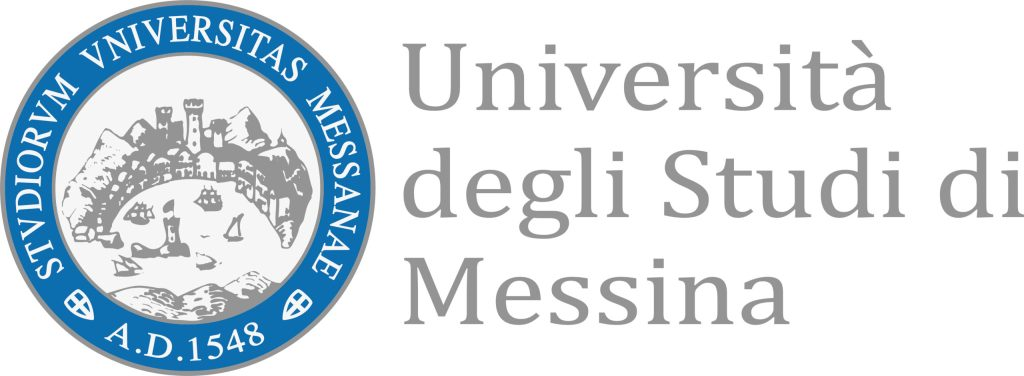 STVDIORVM VNIVERSITAS MESSANAE
A.D.1548
Università
degli Studi di
Messina